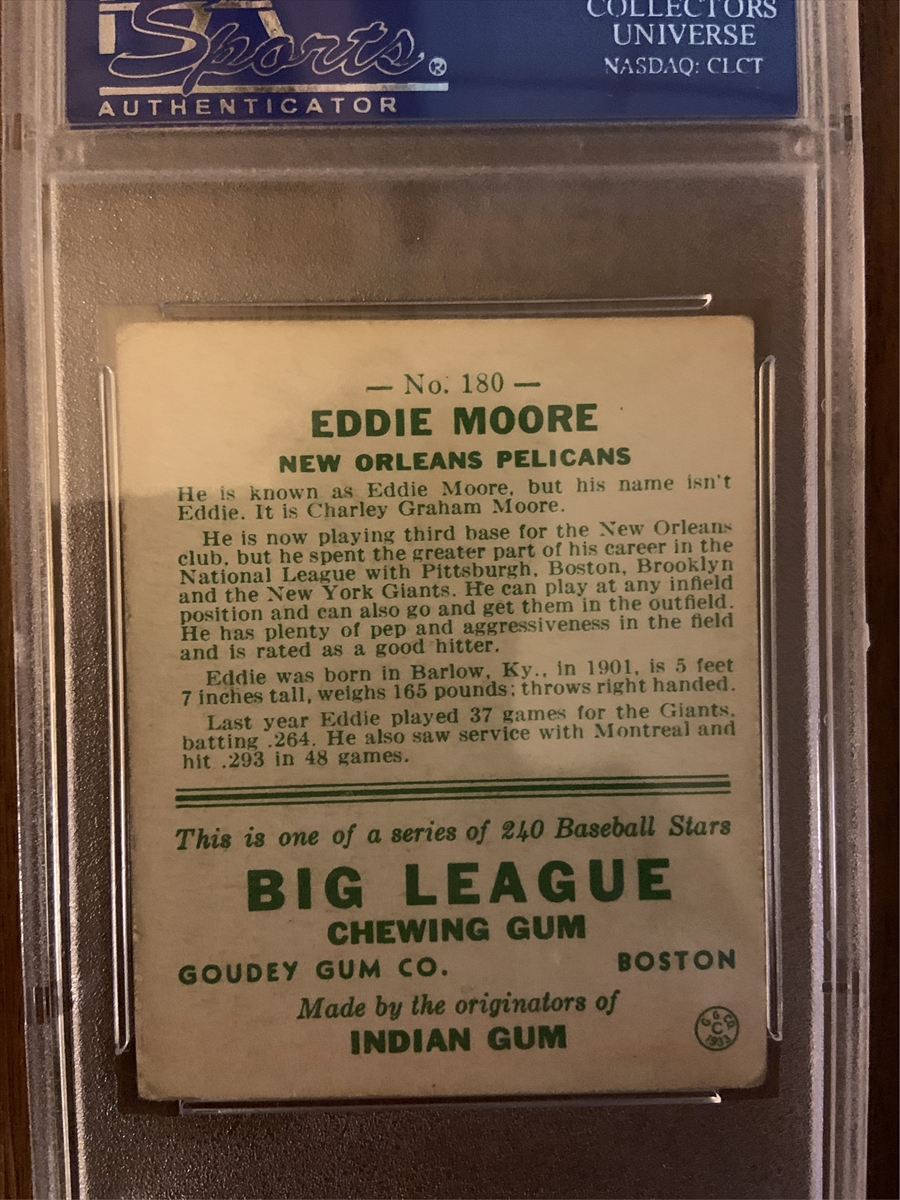 PSA
Sports ®
AUTHENTICATOR
COLLECTORS
UNIVERSE
NASDAQ: CLCT
— No. 180 —
EDDIE MOORE
NEW ORLEANS PELICANS
He is known as Eddie Moore, but his name isn't
Eddie. It is Charley Graham Moore.
He is now playing third base for the New Orleans
club, but he spent the greater part of his career in the
National League with Pittsburgh, Boston, Brooklyn
and the New York Giants. He can play at any infield
position and can also go and get them in the outfield.
He has plenty of pep and aggressiveness in the field
and is rated as a good hitter.
Eddie was born in Barlow, Ky., in 1901, is 5 feet
7 inches tall, weighs 165 pounds; throws right handed.
Last year Eddie played 37 games for the Giants,
batting .264. He also saw service with Montreal and
hit .293 in 48 games.
This is one of a series of 240 Baseball Stars
BIG LEAGUE
CHEWING GUM
GOUDEY GUM CO. BOSTON
Made by the originators of
INDIAN GUM
G. G. CO.
C
1933